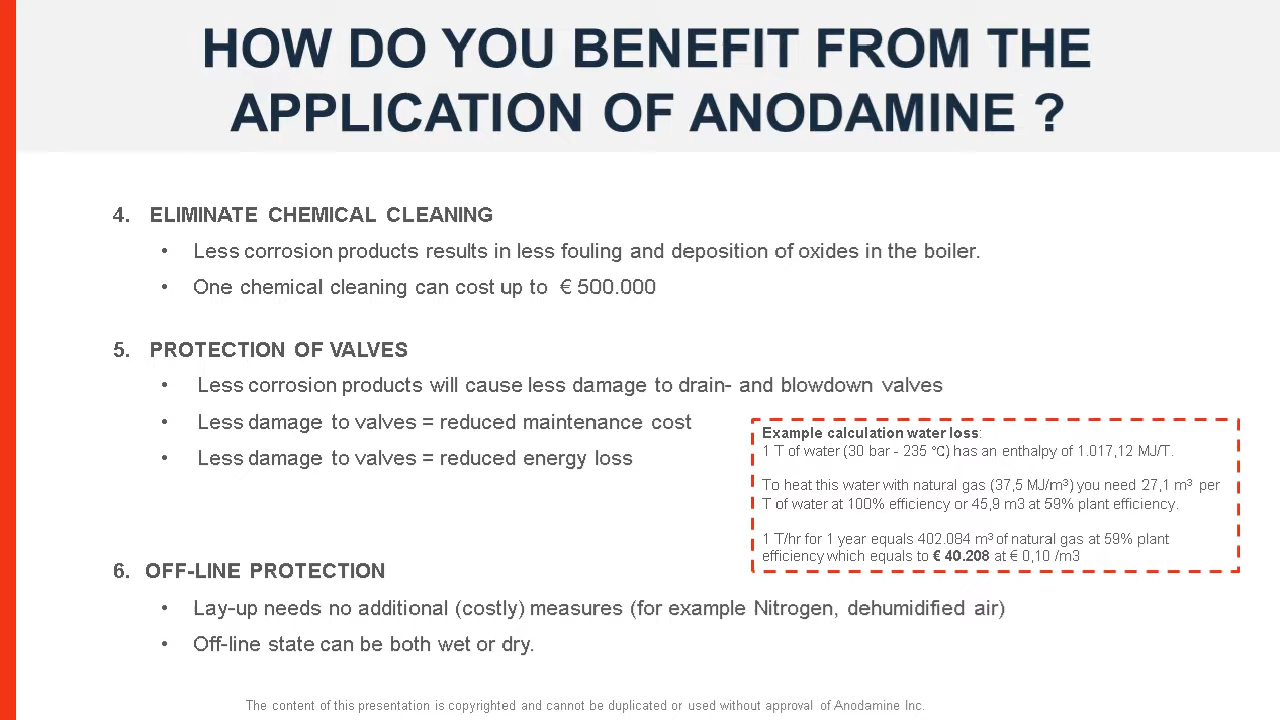 HOW DO YOU BENEFIT FROM THE
APPLICATION OF ANODAMINE ?
4. ELIMINATE CHEMICAL CLEANING
• Less corrosion products results in less fouling and deposition of oxides in the boiler.
• One chemical cleaning can cost up to € 500.000
5. PROTECTION OF VALVES
• Less corrosion products will cause less damage to drain- and blowdown valves
• Less damage to valves = reduced maintenance cost
• Less damage to valves = reduced energy loss
Example calculation water loss:
1 T of water (30 bar - 235 °C) has an enthalpy of 1.017,12 MJ/T.
To heat this water with natural gas (37,5 MJ/m³) you need 27,1 m³ per
T of water at 100% efficiency or 45,9 m3 at 59% plant efficiency.
1 T/hr for 1 year equals 402.084 m³ of natural gas at 59% plant
efficiency which equals to € 40.208 at € 0,10 /m3
6. OFF-LINE PROTECTION
• Lay-up needs no additional (costly) measures (for example Nitrogen, dehumidified air)
• Off-line state can be both wet or dry.
The content of this presentation is copyrighted and cannot be duplicated or used without approval of Anodamine Inc.